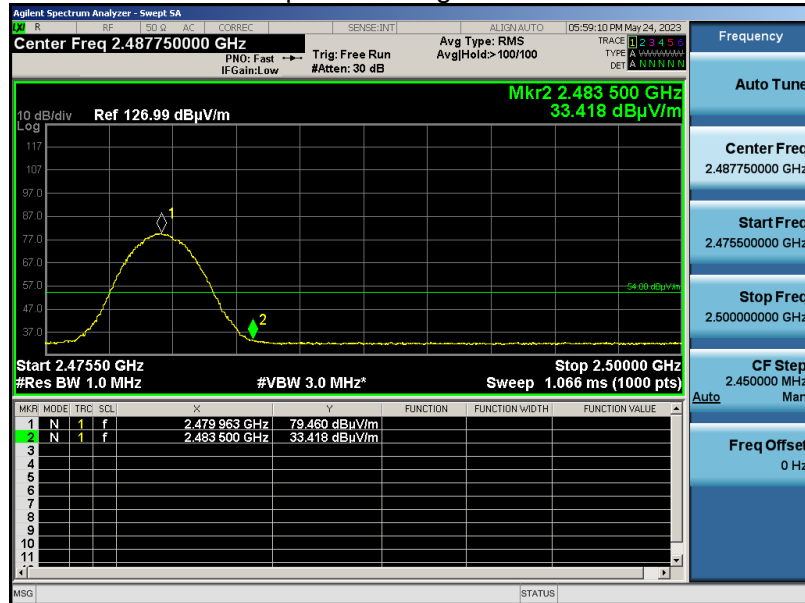 Agilent Spectrum Analyzer - Swept SA
LXI R RF 50 Ω AC CORREC SENSE:INT ALIGN AUTO 05:59:10 PM May 24, 2023
Center Freq 2.487750000 GHz
PNO: Fast
IFGain:Low
Trig: Free Run
#Atten: 30 dB
Avg Type: RMS
Avg|Hold:>100/100
TRACE 1 2 3 4 5 6
TYPE A WWWWW
DET A N N N N N
Mkr2 2.483 500 GHz
33.418 dBµV/m
10 dB/div Ref 126.99 dBµV/m
Log
117
107
97.0
87.0
77.0
67.0
57.0
47.0
37.0
1
2
54.00 dBµV/m
Start 2.47550 GHz Stop 2.50000 GHz
#Res BW 1.0 MHz #VBW 3.0 MHz* Sweep 1.066 ms (1000 pts)
MKR MODE TRC SCL X Y FUNCTION FUNCTION WIDTH FUNCTION VALUE
1 N 1 f 2.479 963 GHz 79.460 dBµV/m
2 N 1 f 2.483 500 GHz 33.418 dBµV/m
3
4
5
6
7
8
9
10
11
MSG STATUS
Frequency
Auto Tune
Center Freq
2.487750000 GHz
Start Freq
2.475500000 GHz
Stop Freq
2.500000000 GHz
CF Step
2.450000 MHz
Auto Man
Freq Offset
0 Hz